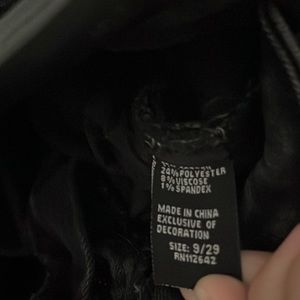 24% POLYESTER
8% VISCOSE
1% SPANDEX
MADE IN CHINA
EXCLUSIVE OF
DECORATION
SIZE: 9/29
RN112642